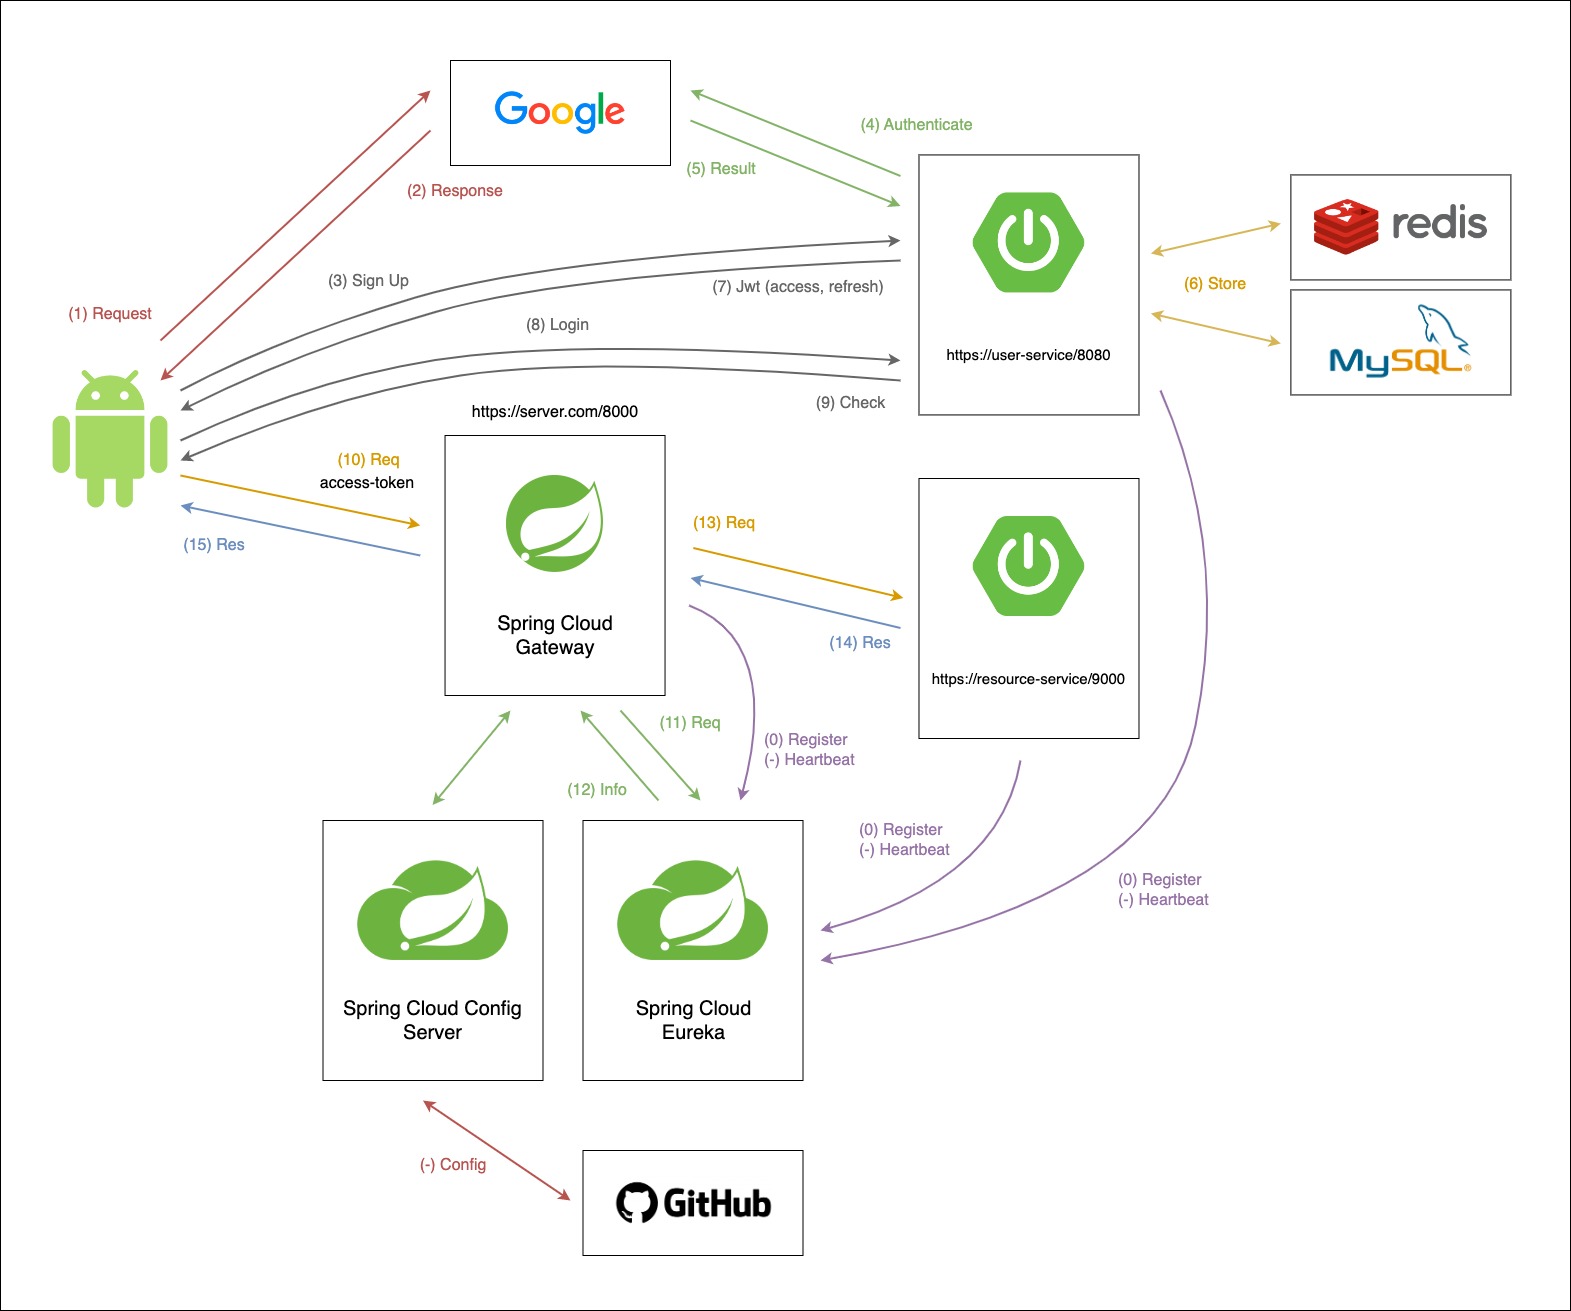 Google
(4) Authenticate
(5) Result
(2) Response
redis
(3) Sign Up
(7) Jwt (access, refresh)
(6) Store
(1) Request
(8) Login
https://user-service/8080
MySQL®
(9) Check
https://server.com/8000
(10) Req
access-token
(15) Res
(13) Req
Spring Cloud
Gateway
(14) Res
https://resource-service/9000
(11) Req
(0) Register
(-) Heartbeat
(12) Info
(0) Register
(-) Heartbeat
(0) Register
(-) Heartbeat
Spring Cloud Config
Server
Spring Cloud
Eureka
(-) Config
GitHub